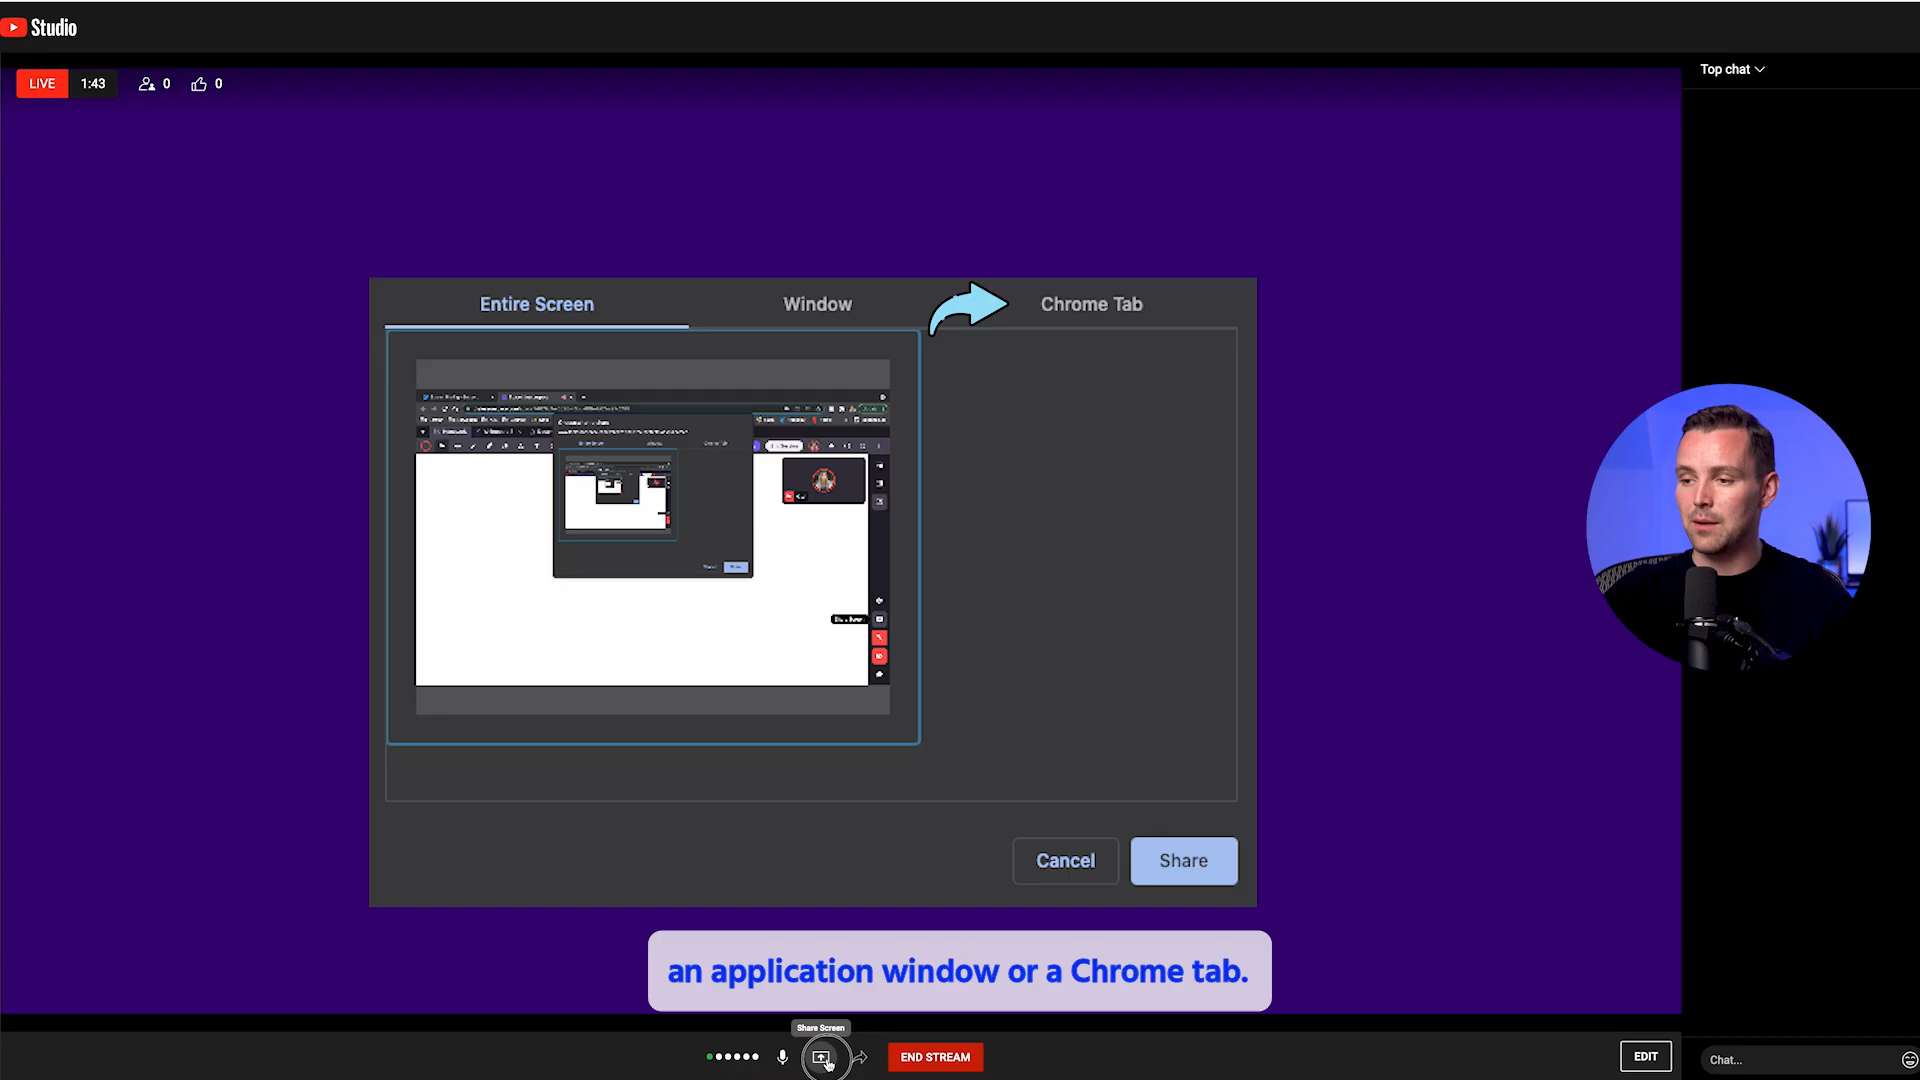 Studio
LIVE 1:43 0 0
Top chat
Entire Screen Window Chrome Tab
Cancel Share
an application window or a Chrome tab.
Share Screen
END STREAM
EDIT
Chat...